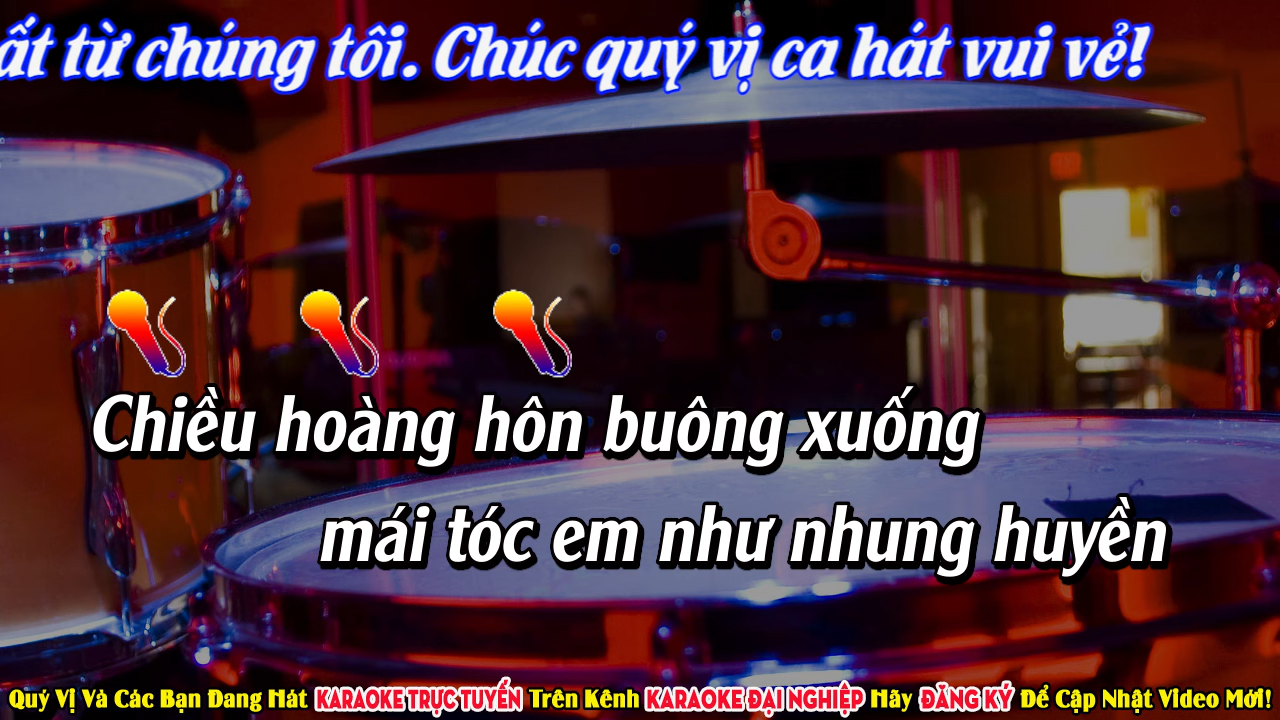 từ chúng tôi. Chúc quý vị ca hát vui vẻ!
Chiều hoàng hôn buông xuống
mái tóc em như nhung huyền
Quý Vị Và Các Bạn Đang Hát KARAOKE TRỰC TUYẾN Trên Kênh KARAOKE ĐẠI NGHIỆP Hãy ĐĂNG KÝ Để Cập Nhật Video Mới!